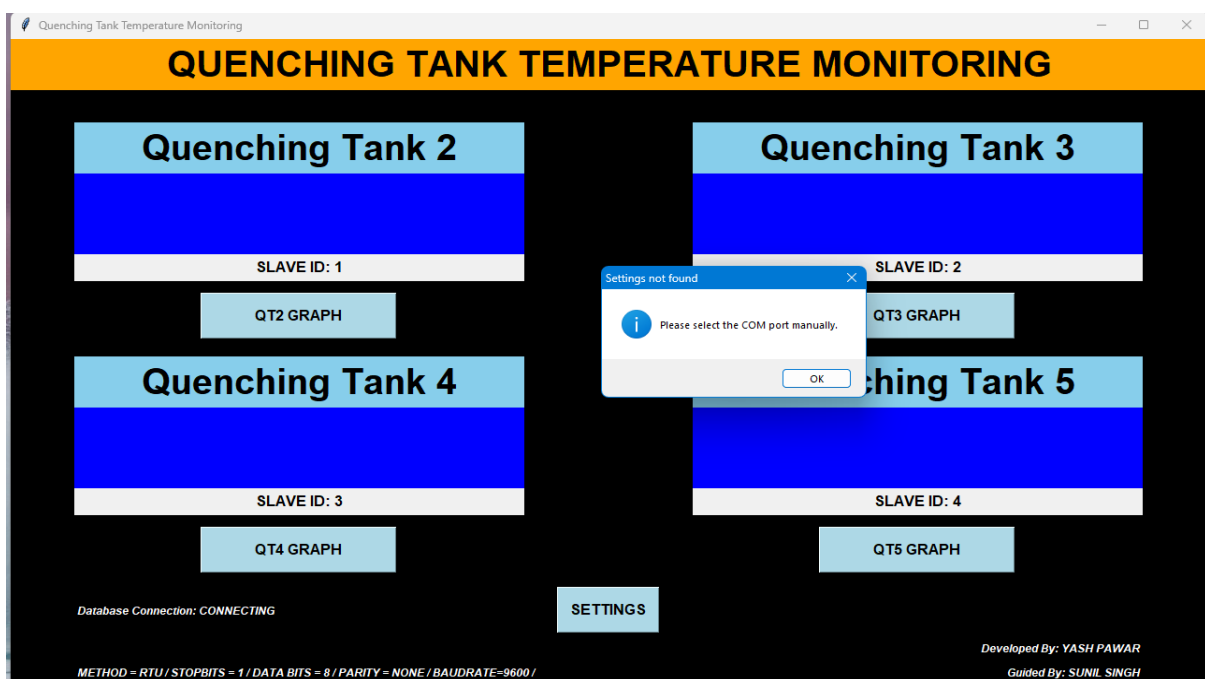 Quenching Tank Temperature Monitoring
QUENCHING TANK TEMPERATURE MONITORING
Quenching Tank 2
SLAVE ID: 1
QT2 GRAPH
Quenching Tank 3
SLAVE ID: 2
QT3 GRAPH
Settings not found
Please select the COM port manually.
OK
Quenching Tank 4
SLAVE ID: 3
QT4 GRAPH
ching Tank 5
SLAVE ID: 4
QT5 GRAPH
Database Connection: CONNECTING
SETTINGS
Developed By: YASH PAWAR
METHOD = RTU / STOPBITS = 1 / DATA BITS = 8 / PARITY = NONE / BAUDRATE=9600 /
Guided By: SUNIL SINGH